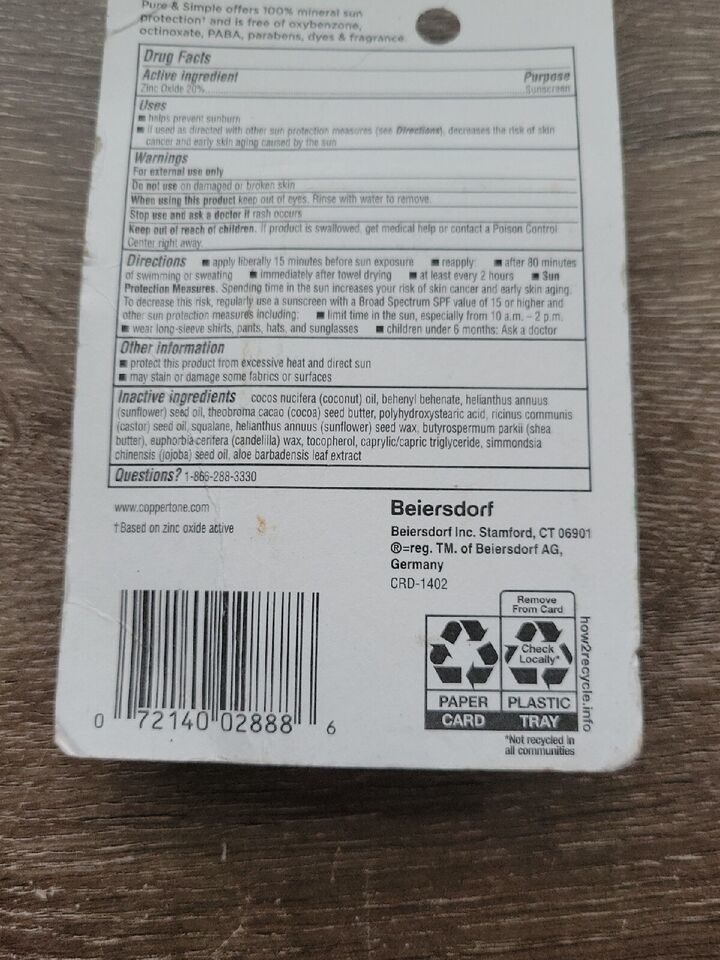 Pure & Simple offers 100% mineral sun
protection† and is free of oxybenzone,
octinoxate, PABA, parabens, dyes & fragrance.
Drug Facts
Active ingredient Purpose
Zinc Oxide 20% Sunscreen
Uses
■ helps prevent sunburn
■ if used as directed with other sun protection measures (see Directions), decreases the risk of skin
cancer and early skin aging caused by the sun
Warnings
For external use only
Do not use on damaged or broken skin
When using this product keep out of eyes. Rinse with water to remove.
Stop use and ask a doctor if rash occurs
Keep out of reach of children. If product is swallowed, get medical help or contact a Poison Control
Center right away.
Directions ■ apply liberally 15 minutes before sun exposure ■ reapply: ■ after 80 minutes
of swimming or sweating ■ immediately after towel drying ■ at least every 2 hours ■ Sun
Protection Measures. Spending time in the sun increases your risk of skin cancer and early skin aging.
To decrease this risk, regularly use a sunscreen with a Broad Spectrum SPF value of 15 or higher and
other sun protection measures including: ■ limit time in the sun, especially from 10 a.m. – 2 p.m.
■ wear long-sleeve shirts, pants, hats, and sunglasses ■ children under 6 months: Ask a doctor
Other information
■ protect this product from excessive heat and direct sun
■ may stain or damage some fabrics or surfaces
Inactive ingredients cocos nucifera (coconut) oil, behenyl behenate, helianthus annuus
(sunflower) seed oil, theobroma cacao (cocoa) seed butter, polyhydroxystearic acid, ricinus communis
(castor) seed oil, squalane, helianthus annuus (sunflower) seed wax, butyrospermum parkii (shea
butter), euphorbia cerifera (candelilla) wax, tocopherol, caprylic/capric triglyceride, simmondsia
chinensis (jojoba) seed oil, aloe barbadensis leaf extract
Questions? 1-866-288-3330
www.coppertone.com
†Based on zinc oxide active
Beiersdorf
Beiersdorf Inc. Stamford, CT 06901
®=reg. TM. of Beiersdorf AG,
Germany
CRD-1402
Remove
From Card
Check
Locally*
PAPER PLASTIC
CARD TRAY
how2recycle.info
*Not recycled in
all communities
0 72140 02888 6